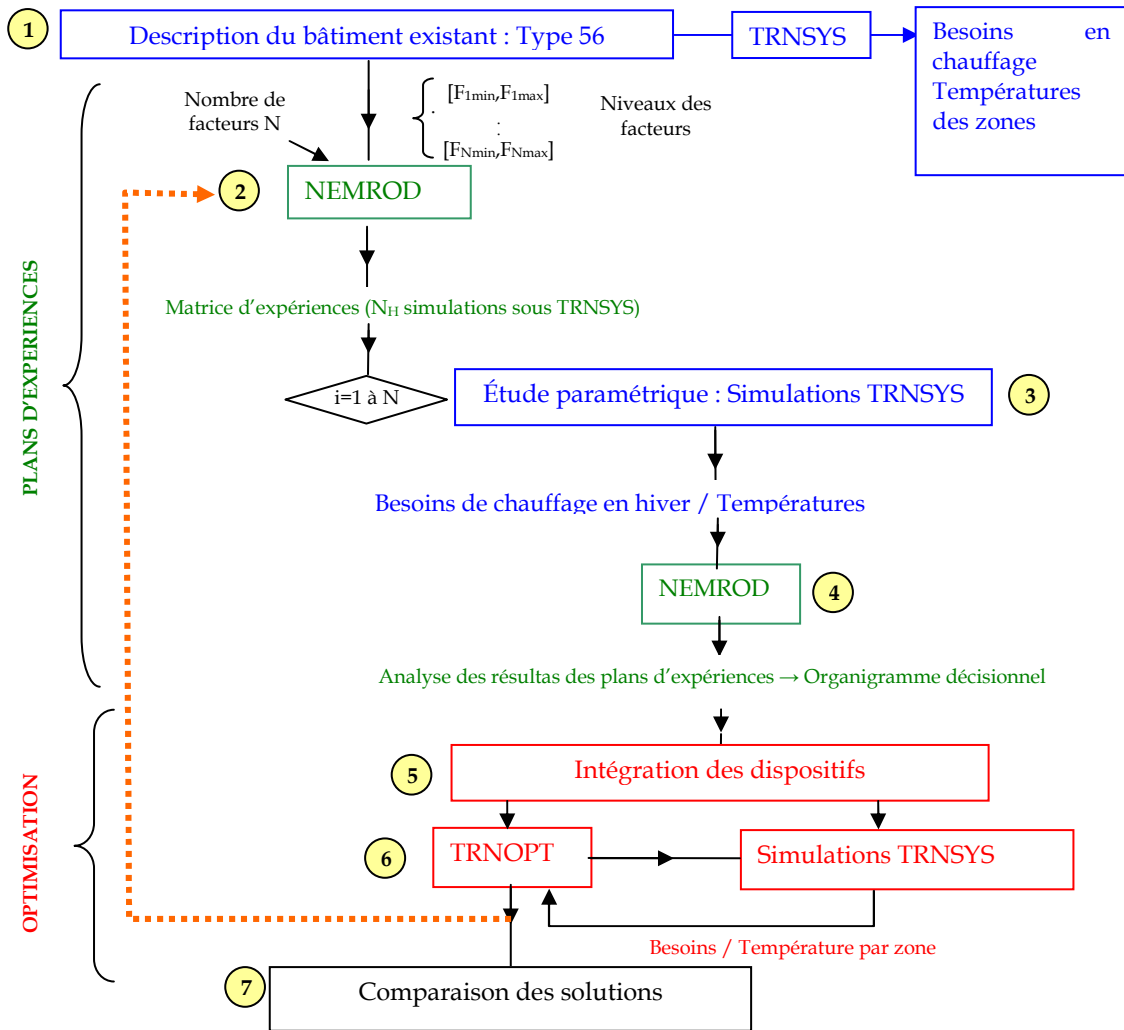 1
Description du bâtiment existant : Type 56
TRNSYS
Besoins en
chauffage
Températures
des zones
Nombre de
facteurs N
[F1min,F1max]
.
:
[FNmin,FNmax]
Niveaux des
facteurs
2
NEMROD
PLANS D'EXPERIENCES
Matrice d'expériences (NH simulations sous TRNSYS)
i=1 à N
Étude paramétrique : Simulations TRNSYS
3
Besoins de chauffage en hiver / Températures
NEMROD
4
Analyse des résultas des plans d'expériences → Organigramme décisionnel
OPTIMISATION
5
Intégration des dispositifs
6
TRNOPT
Simulations TRNSYS
Besoins / Température par zone
7
Comparaison des solutions